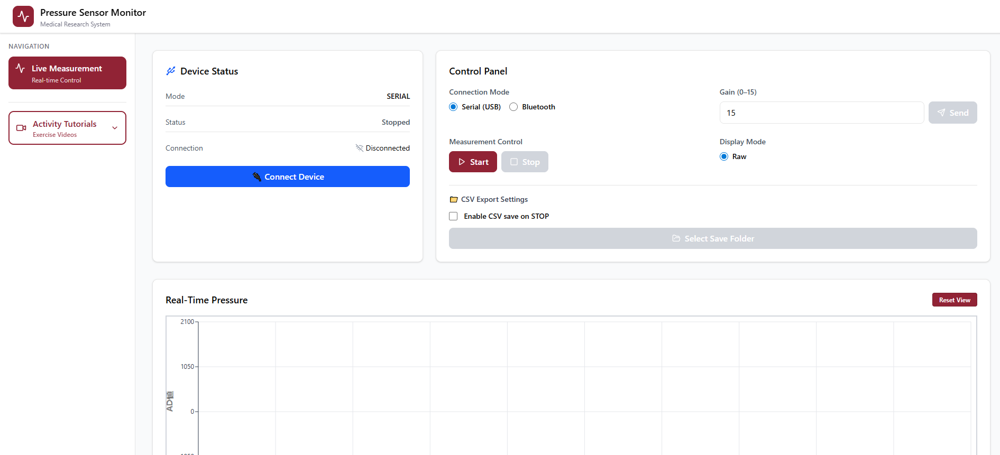 Pressure Sensor Monitor
Medical Research System
NAVIGATION
Live Measurement
Real-time Control
Activity Tutorials
Exercise Videos
Device Status
Mode
SERIAL
Status
Stopped
Connection
Disconnected
Connect Device
Control Panel
Connection Mode
Serial (USB)
Bluetooth
Gain (0–15)
15
Send
Measurement Control
Start
Stop
Display Mode
Raw
CSV Export Settings
Enable CSV save on STOP
Select Save Folder
Real-Time Pressure
Reset View
2100
1050
0
AD値